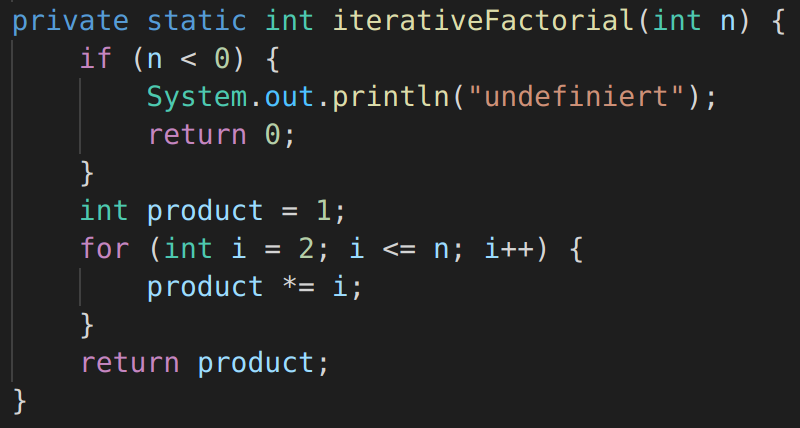 private static int iterativeFactorial(int n) {
    if (n < 0) {
        System.out.println("undefiniert");
        return 0;
    }
    int product = 1;
    for (int i = 2; i <= n; i++) {
        product *= i;
    }
    return product;
}